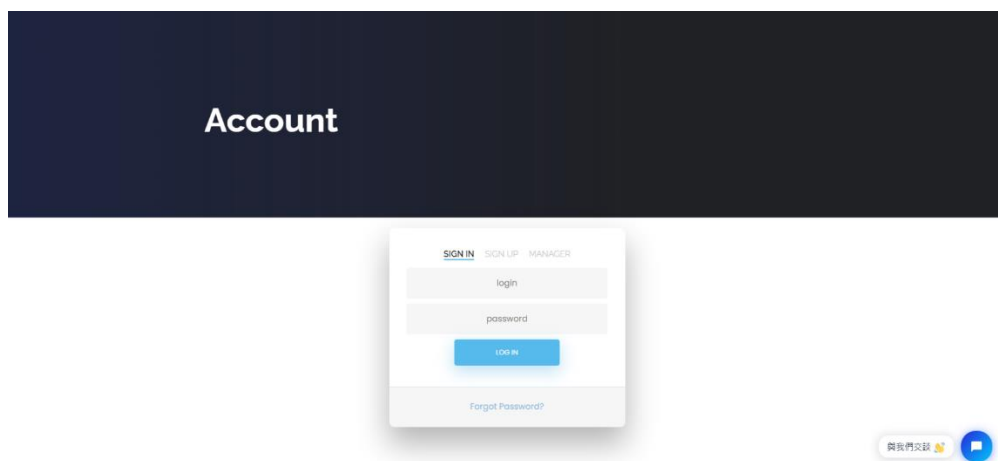 Account
SIGN IN SIGN UP MANAGER
login
password
LOG IN
Forgot Password?
與我們交談 👋